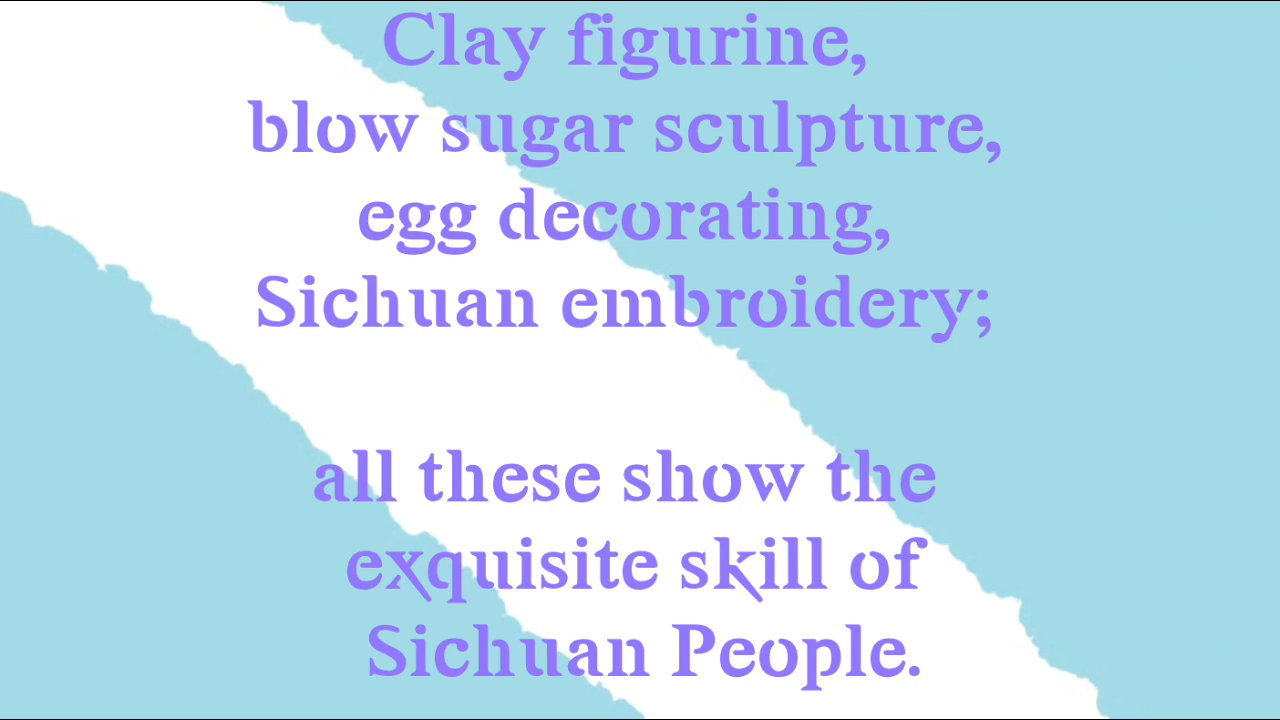 Clay figurine,
blow sugar sculpture,
egg decorating,
Sichuan embroidery;
all these show the
exquisite skill of
Sichuan People.